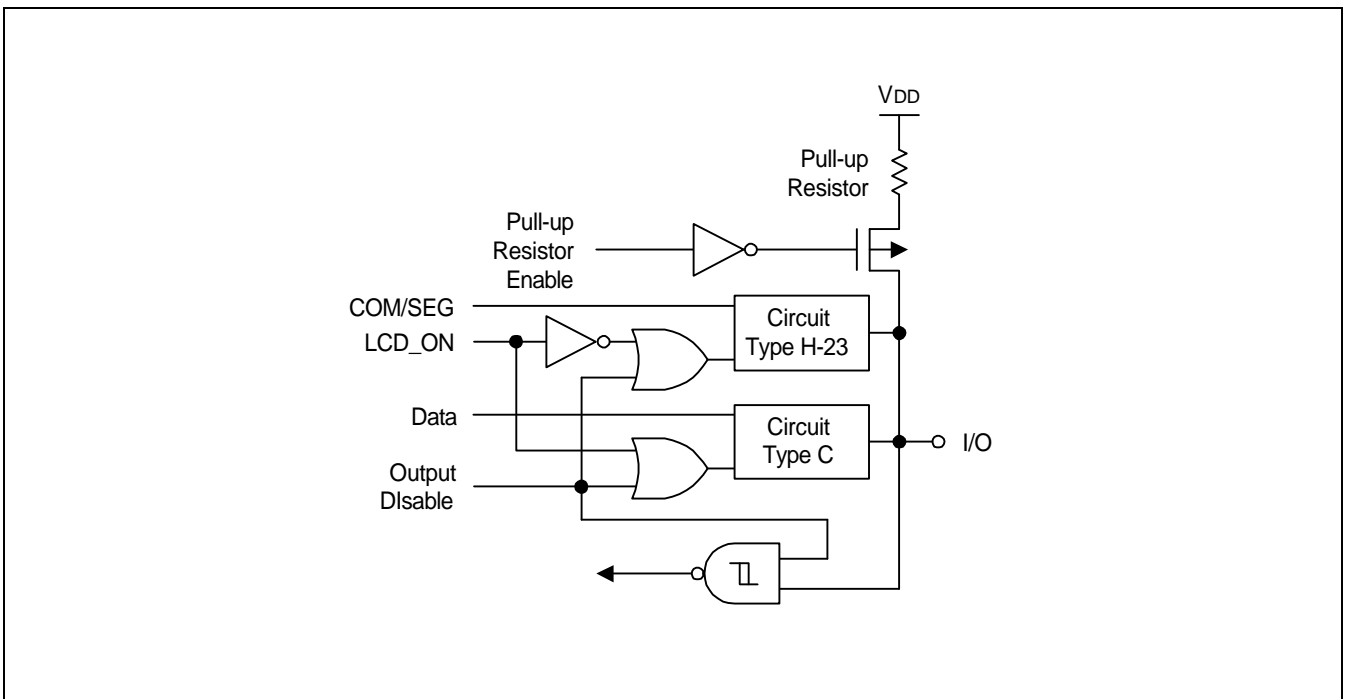 VDD
Pull-up
Resistor
Pull-up
Resistor
Enable
COM/SEG
LCD_ON
Circuit
Type H-23
Data
Circuit
Type C
I/O
Output
DIsable